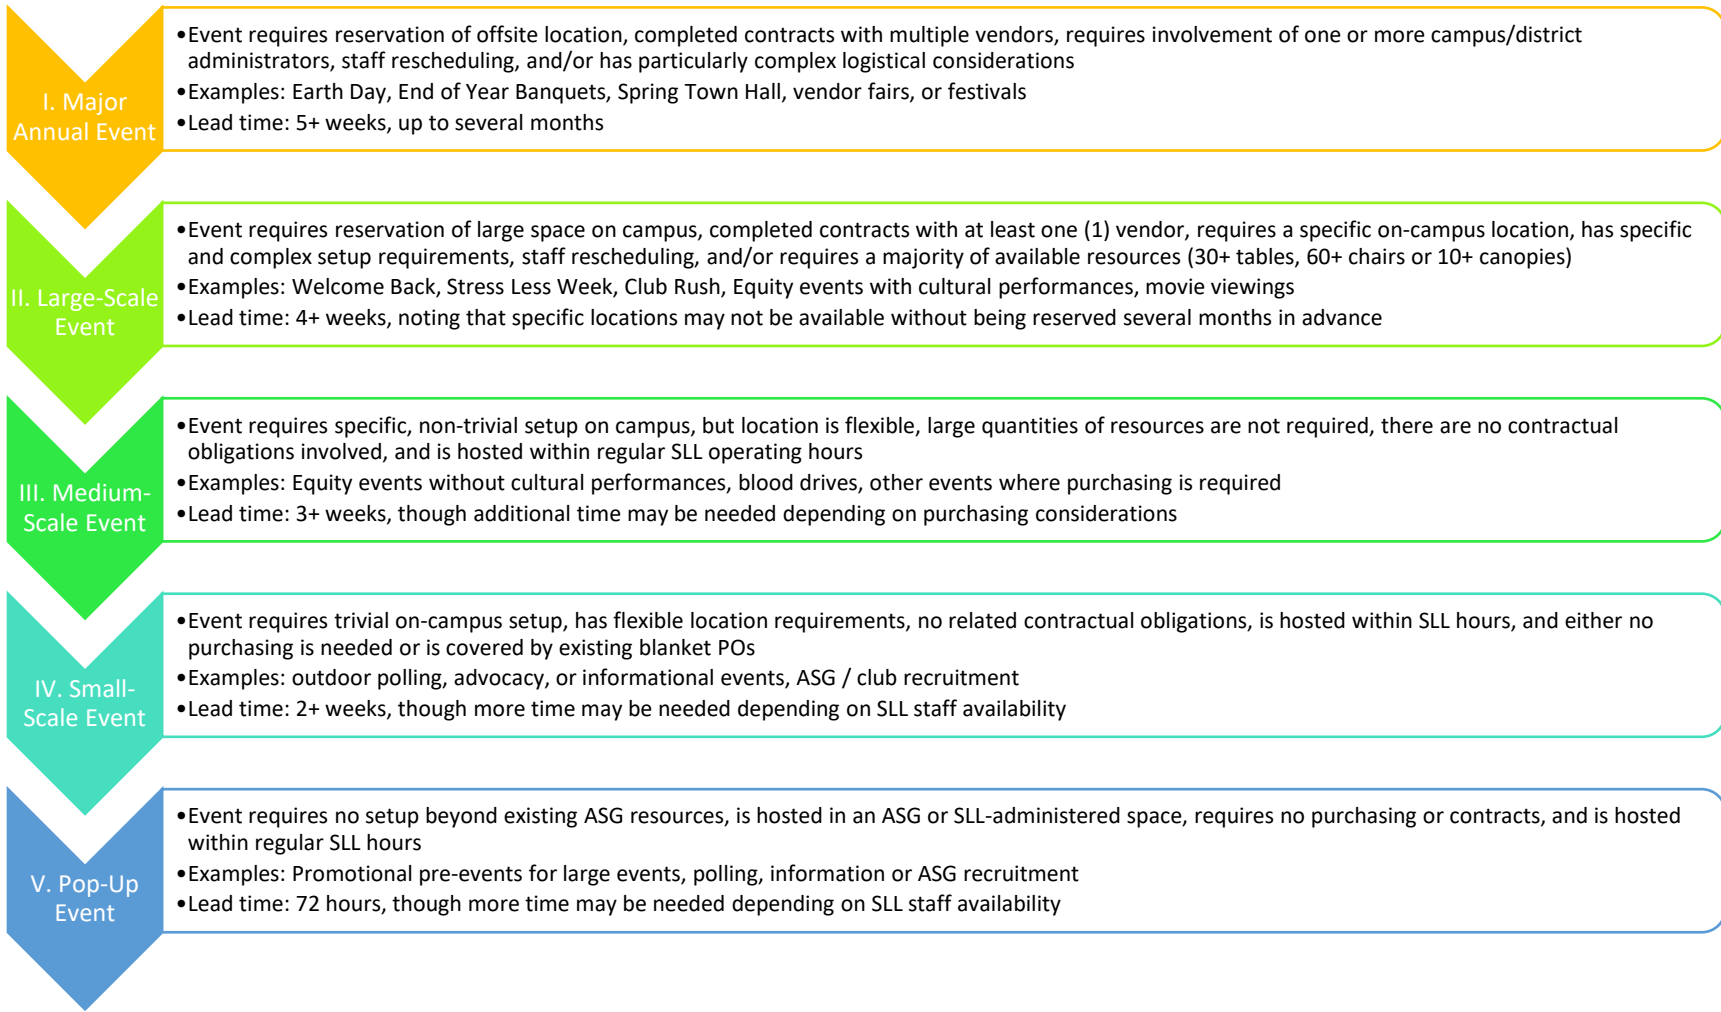 I. Major
Annual Event
•Event requires reservation of offsite location, completed contracts with multiple vendors, requires involvement of one or more campus/district
administrators, staff rescheduling, and/or has particularly complex logistical considerations
•Examples: Earth Day, End of Year Banquets, Spring Town Hall, vendor fairs, or festivals
•Lead time: 5+ weeks, up to several months
II. Large-Scale
Event
•Event requires reservation of large space on campus, completed contracts with at least one (1) vendor, requires a specific on-campus location, has specific
and complex setup requirements, staff rescheduling, and/or requires a majority of available resources (30+ tables, 60+ chairs or 10+ canopies)
•Examples: Welcome Back, Stress Less Week, Club Rush, Equity events with cultural performances, movie viewings
•Lead time: 4+ weeks, noting that specific locations may not be available without being reserved several months in advance
III. Medium-
Scale Event
•Event requires specific, non-trivial setup on campus, but location is flexible, large quantities of resources are not required, there are no contractual
obligations involved, and is hosted within regular SLL operating hours
•Examples: Equity events without cultural performances, blood drives, other events where purchasing is required
•Lead time: 3+ weeks, though additional time may be needed depending on purchasing considerations
IV. Small-
Scale Event
•Event requires trivial on-campus setup, has flexible location requirements, no related contractual obligations, is hosted within SLL hours, and either no
purchasing is needed or is covered by existing blanket POs
•Examples: outdoor polling, advocacy, or informational events, ASG / club recruitment
•Lead time: 2+ weeks, though more time may be needed depending on SLL staff availability
V. Pop-Up
Event
•Event requires no setup beyond existing ASG resources, is hosted in an ASG or SLL-administered space, requires no purchasing or contracts, and is hosted
within regular SLL hours
•Examples: Promotional pre-events for large events, polling, information or ASG recruitment
•Lead time: 72 hours, though more time may be needed depending on SLL staff availability